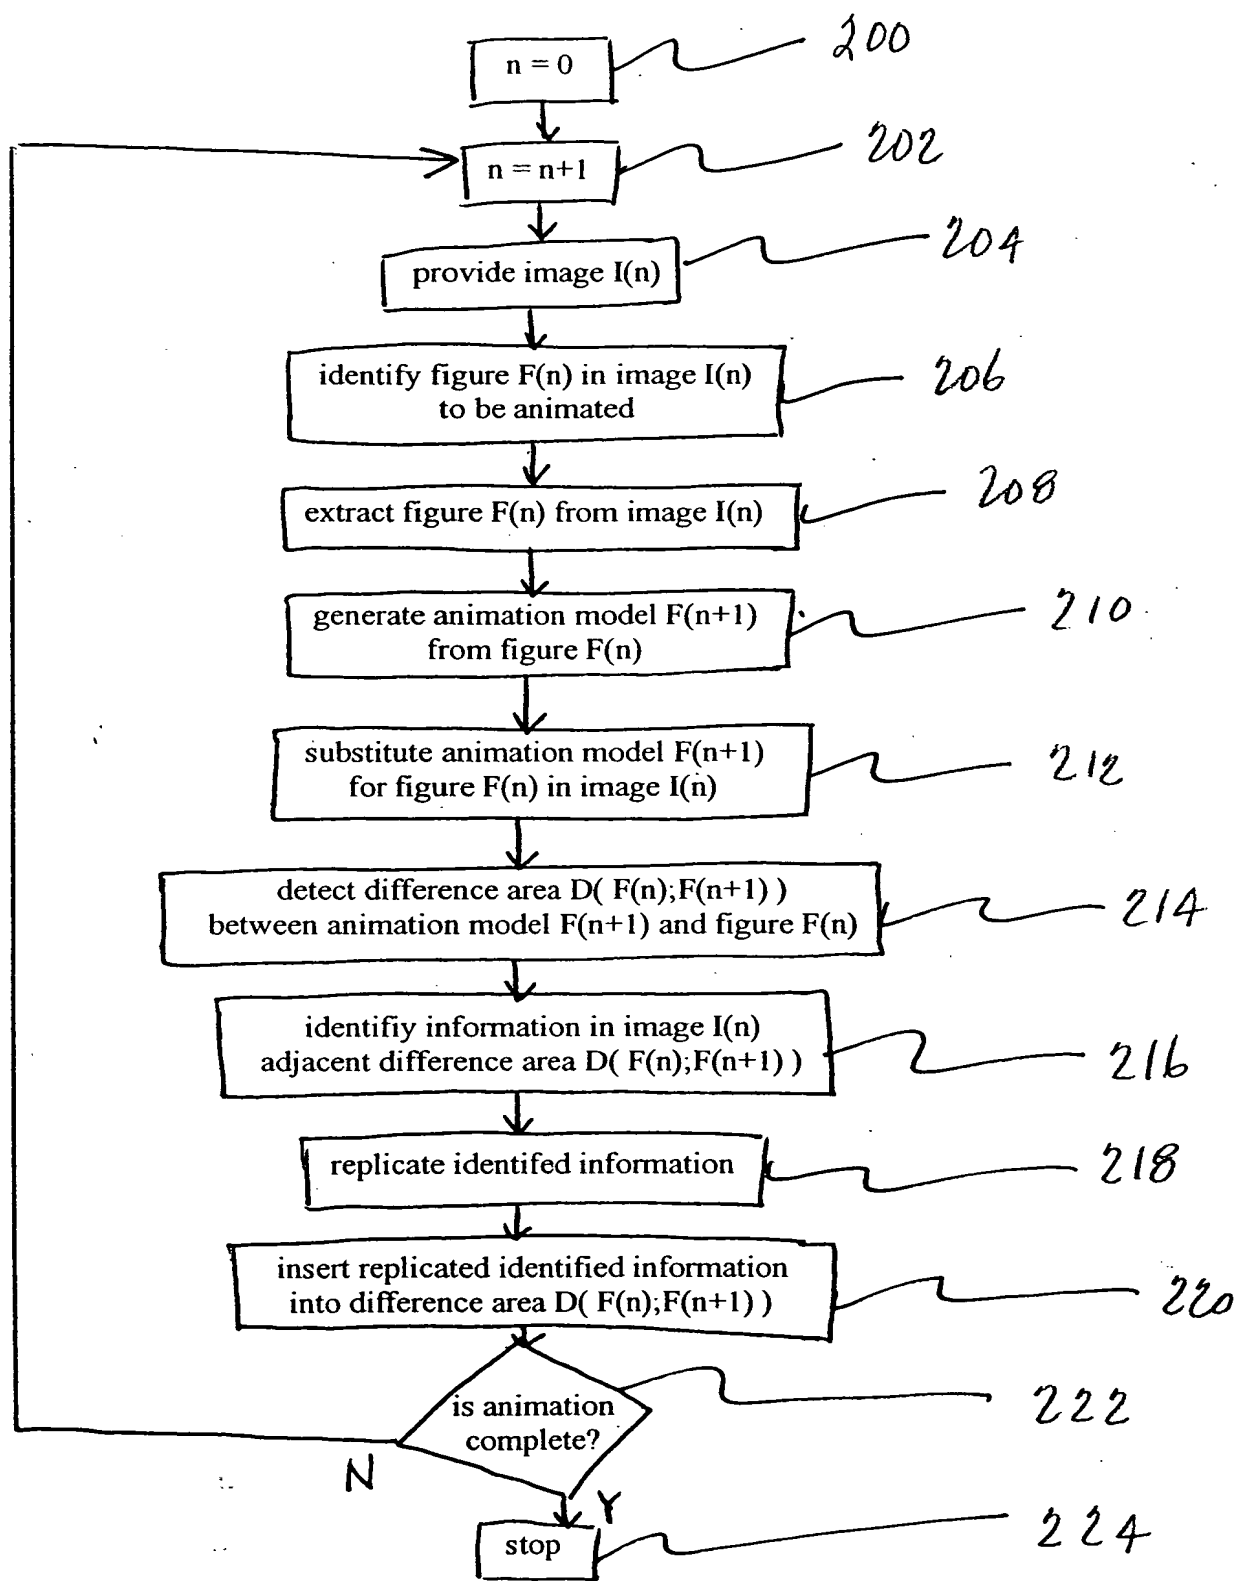 n = 0
200
n = n+1
202
provide image I(n)
204
identify figure F(n) in image I(n)
to be animated
206
extract figure F(n) from image I(n)
208
generate animation model F(n+1)
from figure F(n)
210
substitute animation model F(n+1)
for figure F(n) in image I(n)
212
detect difference area D( F(n);F(n+1) )
between animation model F(n+1) and figure F(n)
214
identifiy information in image I(n)
adjacent difference area D( F(n);F(n+1) )
216
replicate identifed information
218
insert replicated identified information
into difference area D( F(n);F(n+1) )
220
is animation
complete?
222
N
Y
stop
224